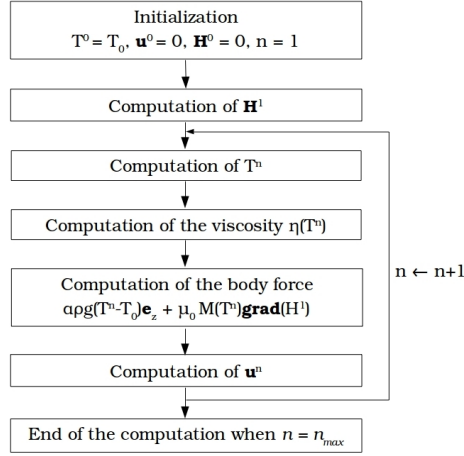 Initialization
T⁰ = T₀, u⁰ = 0, H⁰ = 0, n = 1
Computation of H¹
Computation of Tⁿ
Computation of the viscosity η(Tⁿ)
Computation of the body force
αρg(Tⁿ-T₀)e_z + μ₀ M(Tⁿ)grad(H¹)
n ← n+1
Computation of uⁿ
End of the computation when n = n_max